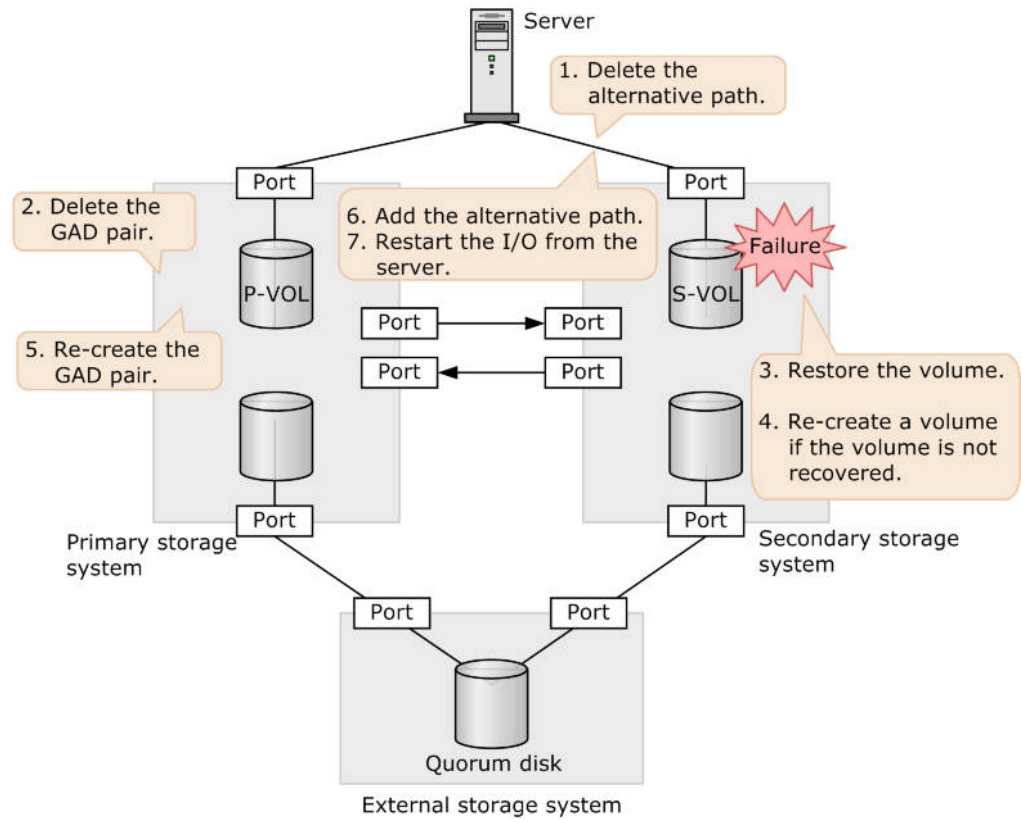 Server
1. Delete the
alternative path.
Port
Port
2. Delete the
GAD pair.
6. Add the alternative path.
7. Restart the I/O from the
server.
Failure
P-VOL
S-VOL
Port
Port
5. Re-create the
GAD pair.
Port
Port
3. Restore the volume.
4. Re-create a volume
if the volume is not
recovered.
Port
Port
Primary storage
system
Secondary storage
system
Port
Port
Quorum disk
External storage system